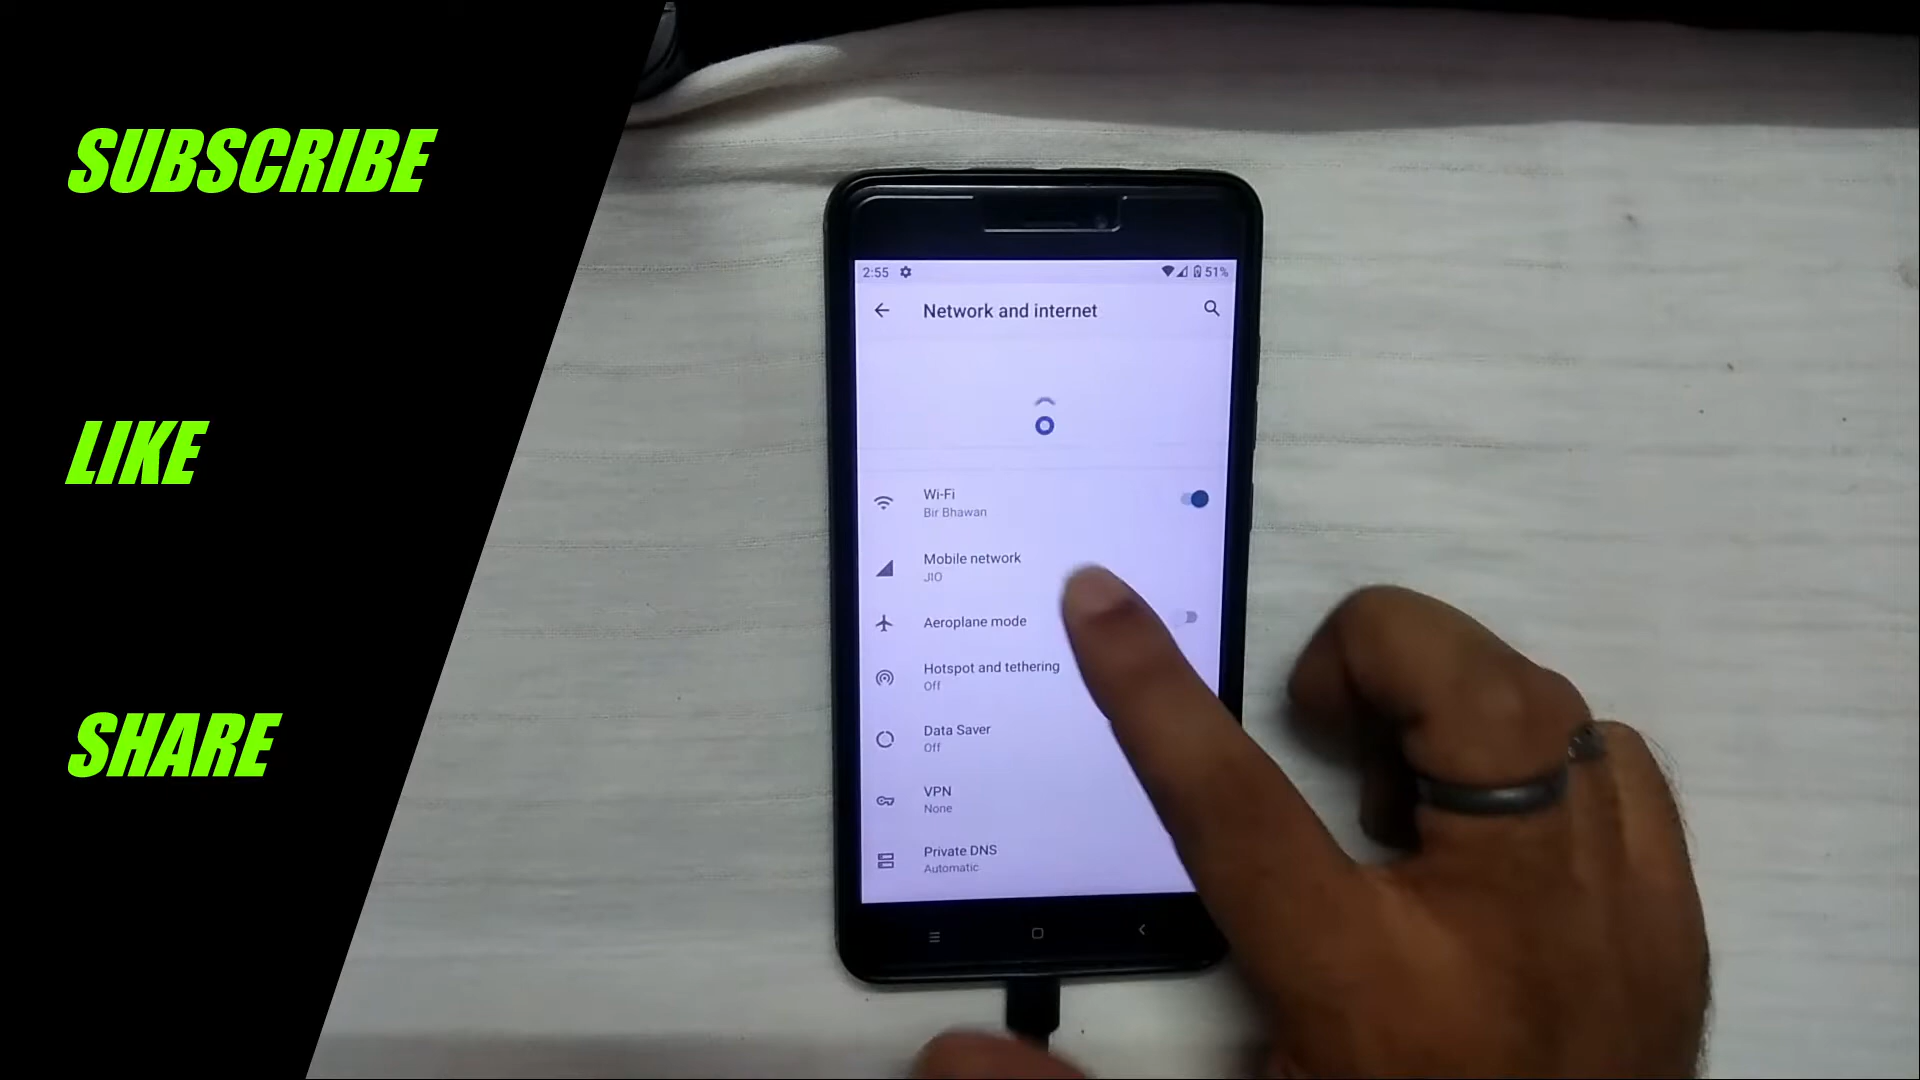 SUBSCRIBE
LIKE
SHARE
2:55 51%
Network and internet
Wi-Fi
Bir Bhawan
Mobile network
JIO
Aeroplane mode
Hotspot and tethering
Off
Data Saver
Off
VPN
None
Private DNS
Automatic